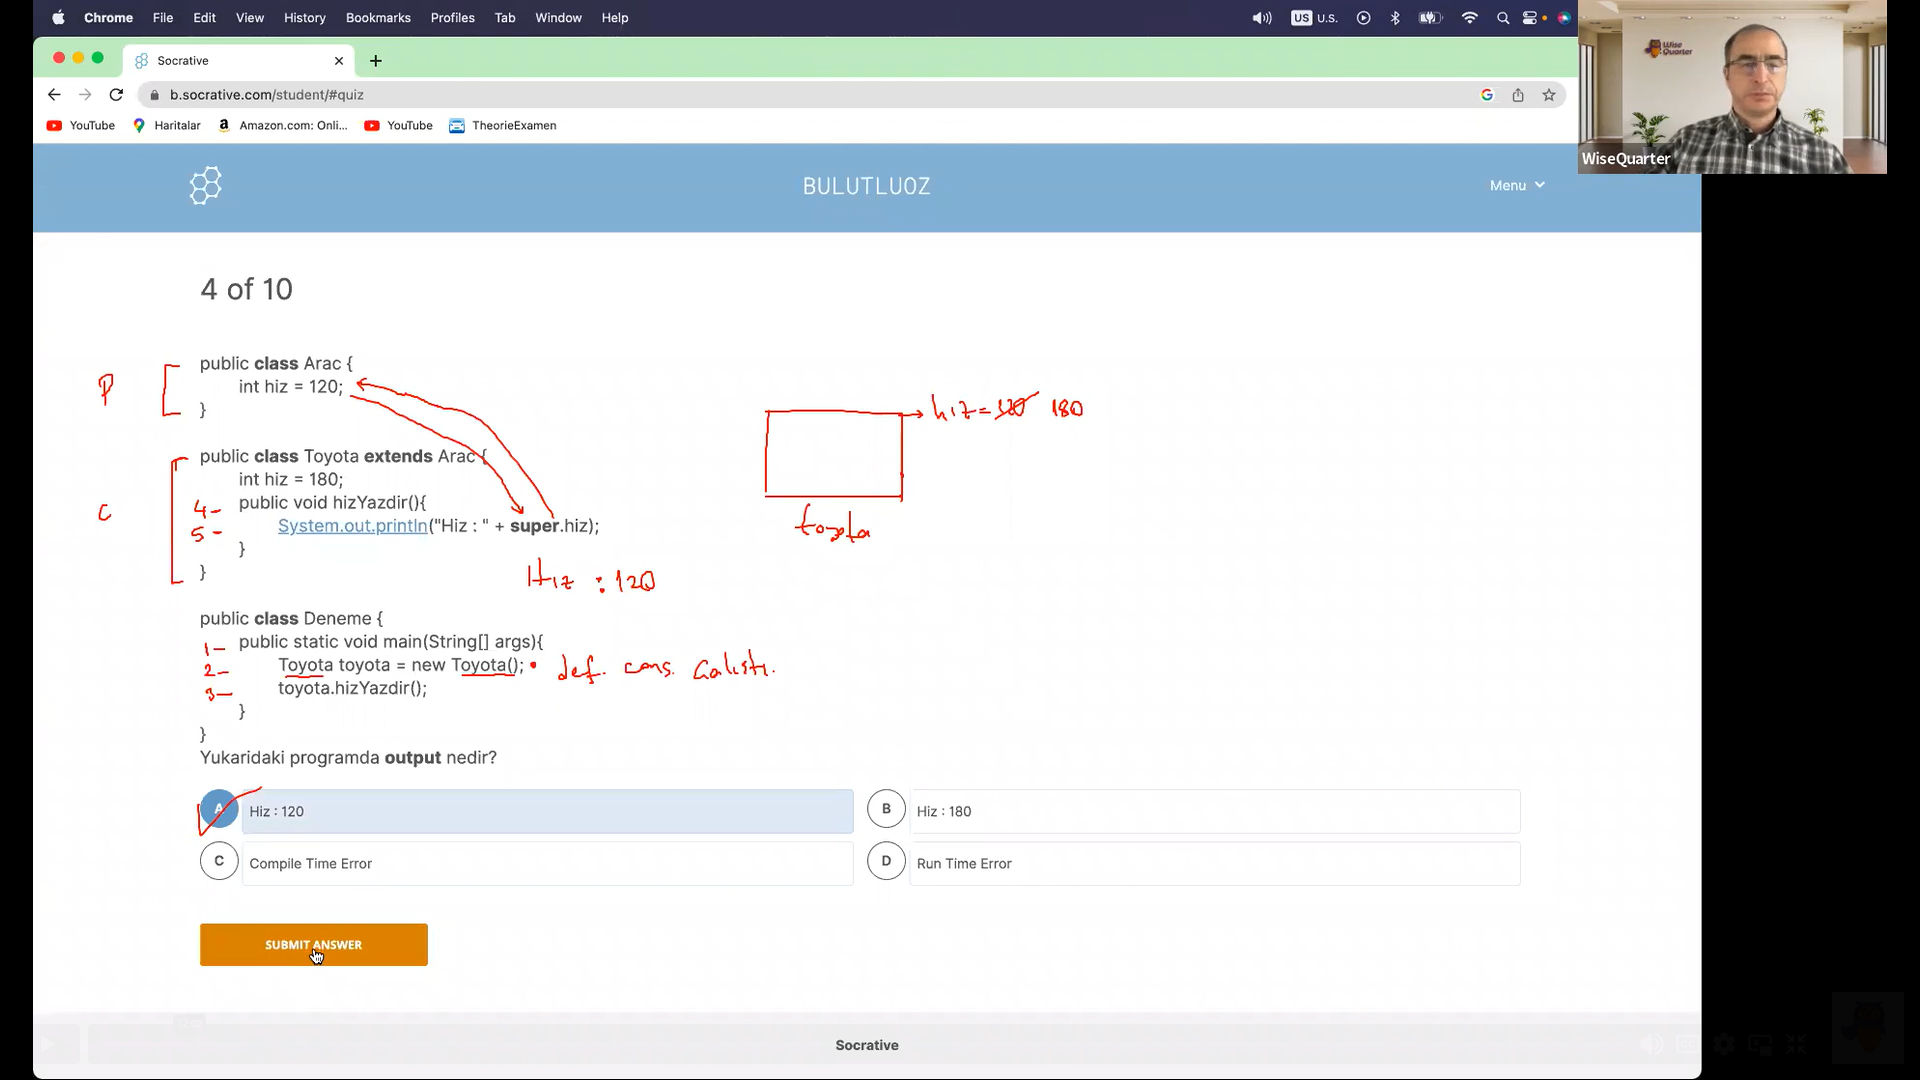 Chrome File Edit View History Bookmarks Profiles Tab Window Help
US U.S.
Socrative
b.socrative.com/student/#quiz
YouTube Haritalar Amazon.com: Onli... YouTube TheorieExamen
Wise Quarter
WiseQuarter
BULUTLUOZ
Menu
4 of 10
public class Arac {
P
int hiz = 120;
}
hiz = 120 180
public class Toyota extends Arac {
int hiz = 180;
C
4- public void hizYazdir(){
5- System.out.println("Hiz : " + super.hiz);
toyota
}
}
Hiz : 120
public class Deneme {
1- public static void main(String[] args){
2- Toyota toyota = new Toyota(); def. cons. calisti.
3- toyota.hizYazdir();
}
}
Yukaridaki programda output nedir?
A Hiz : 120
B Hiz : 180
C Compile Time Error
D Run Time Error
SUBMIT ANSWER
Socrative